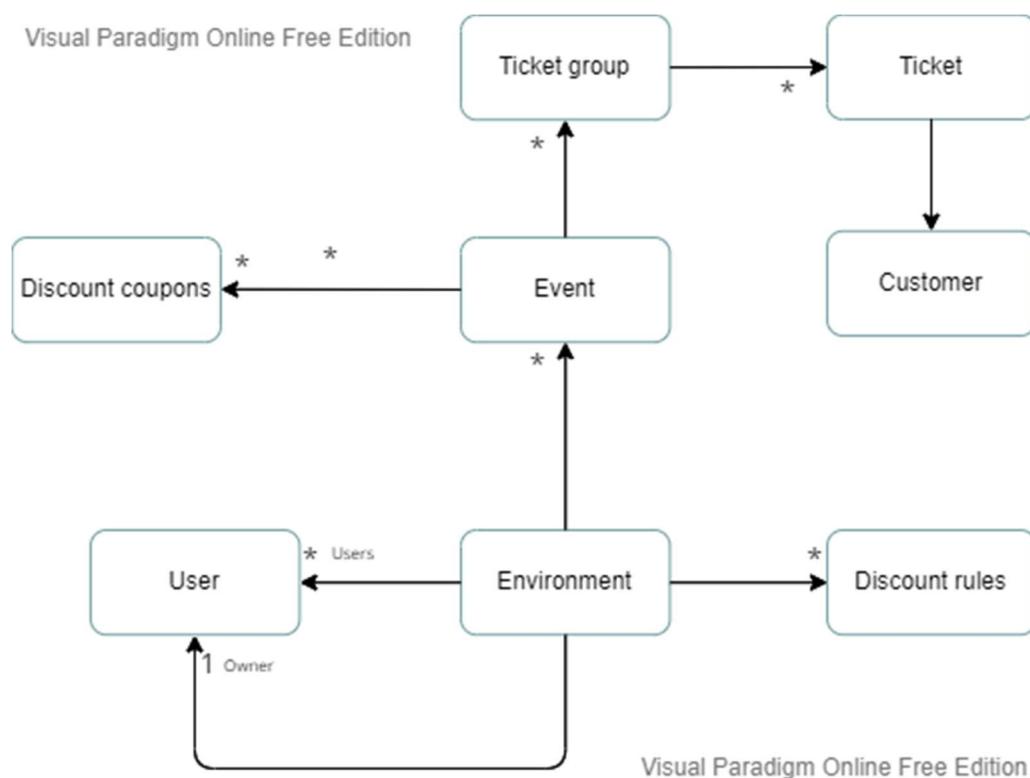 Visual Paradigm Online Free Edition
Ticket group
Ticket
*
*
Discount coupons
*
*
Event
Customer
*
User
* Users
Environment
*
Discount rules
1 Owner
Visual Paradigm Online Free Edition